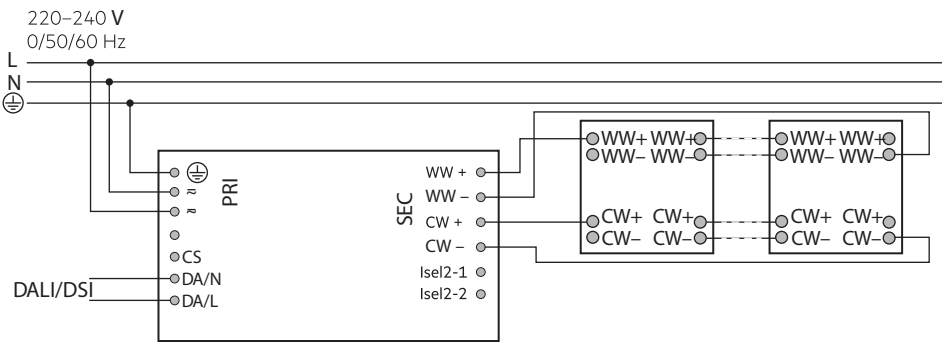 220–240 V
0/50/60 Hz
L
N
WW+ WW+ WW+ WW+
WW– WW– WW– WW–
WW +
≈
PRI
WW –
SEC
≈
CW +
CW+ CW+ CW+ CW+
CW– CW– CW– CW–
CW –
CS
Isel2-1
DALI/DSI
DA/N
Isel2-2
DA/L